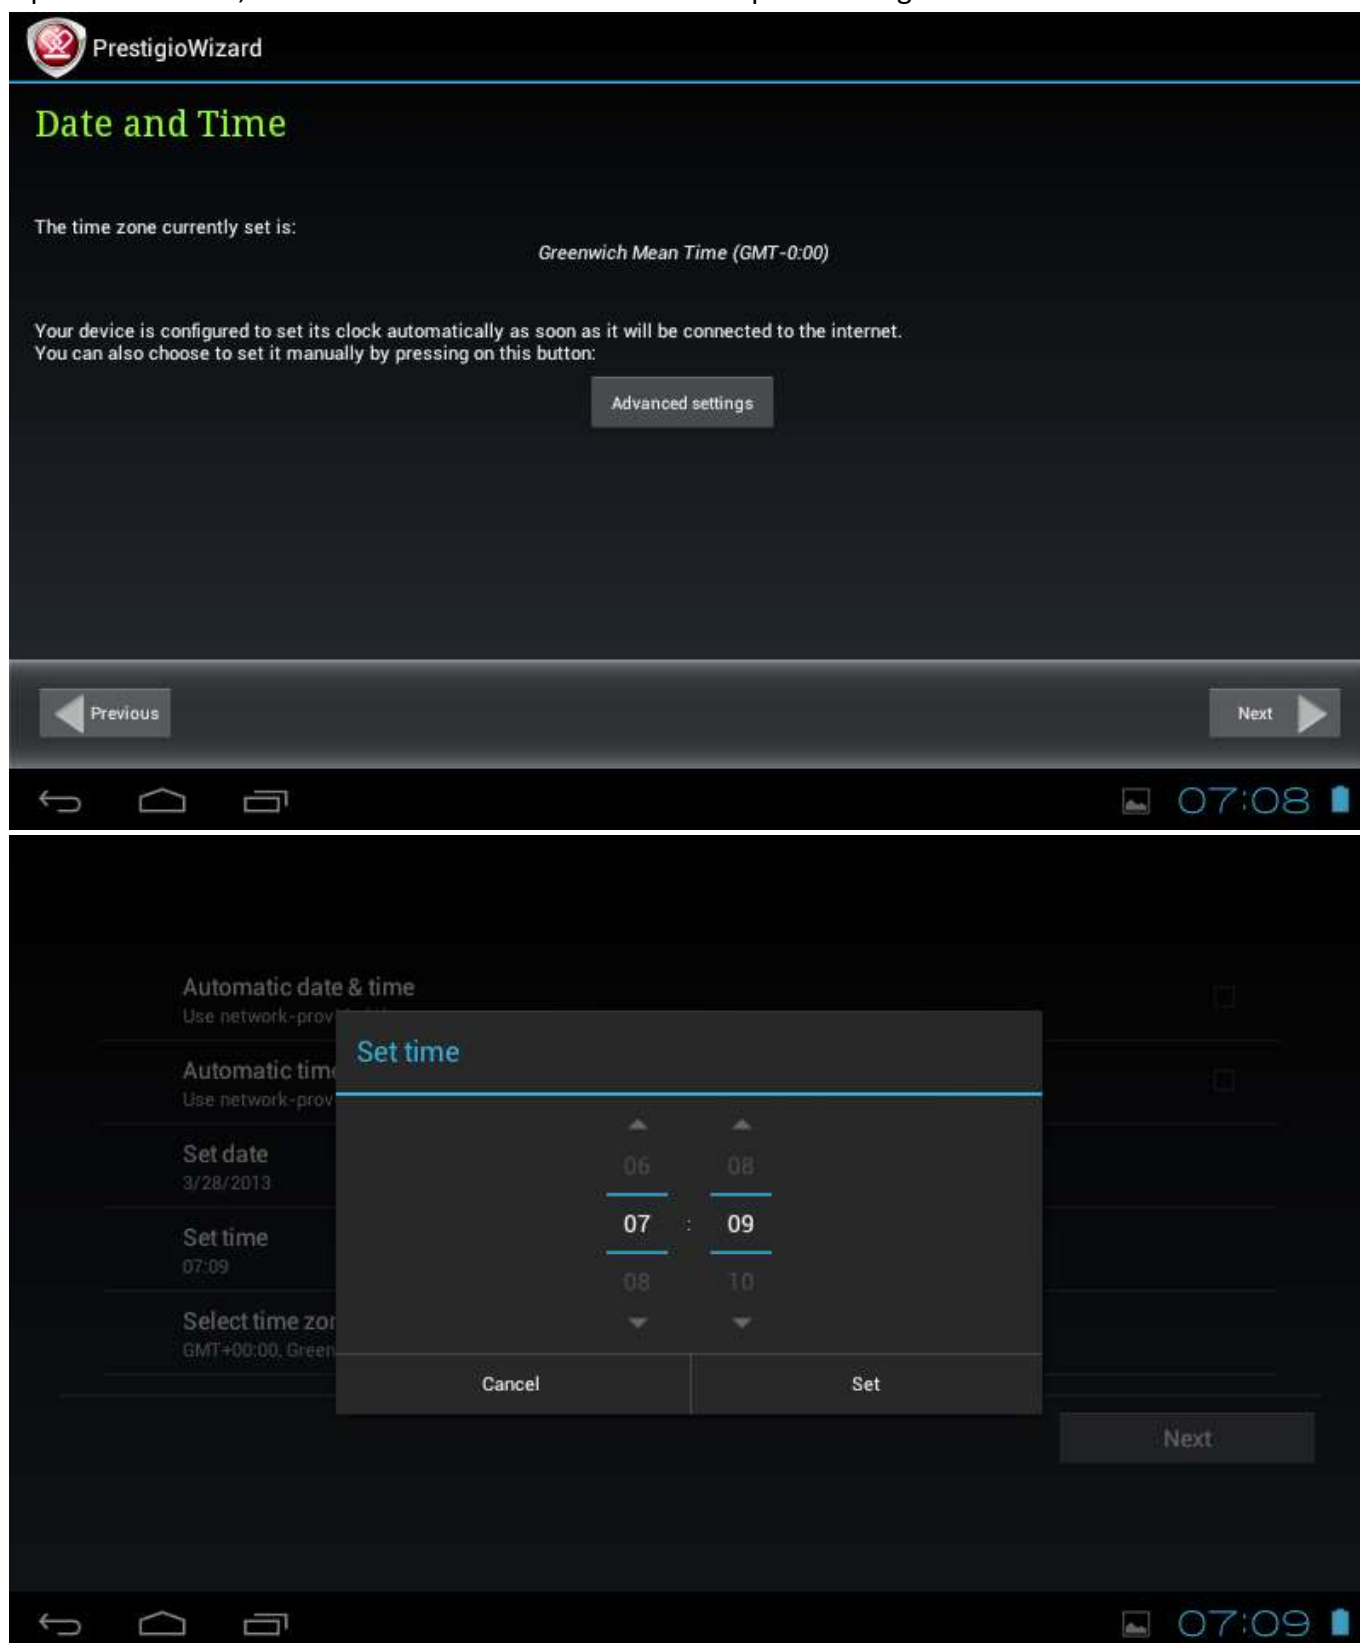 PrestigioWizard
Date and Time
The time zone currently set is:
Greenwich Mean Time (GMT-0:00)
Your device is configured to set its clock automatically as soon as it will be connected to the internet.
You can also choose to set it manually by pressing on this button:
Advanced settings
Previous
Next
07:08
Automatic date & time
Use network-prov
Set time
Automatic tim
Use network-prov
Set date
3/28/2013
06 08
07 : 09
08 10
Set time
07:09
Select time zon
GMT+00:00, Green
Cancel
Set
Next
07:09